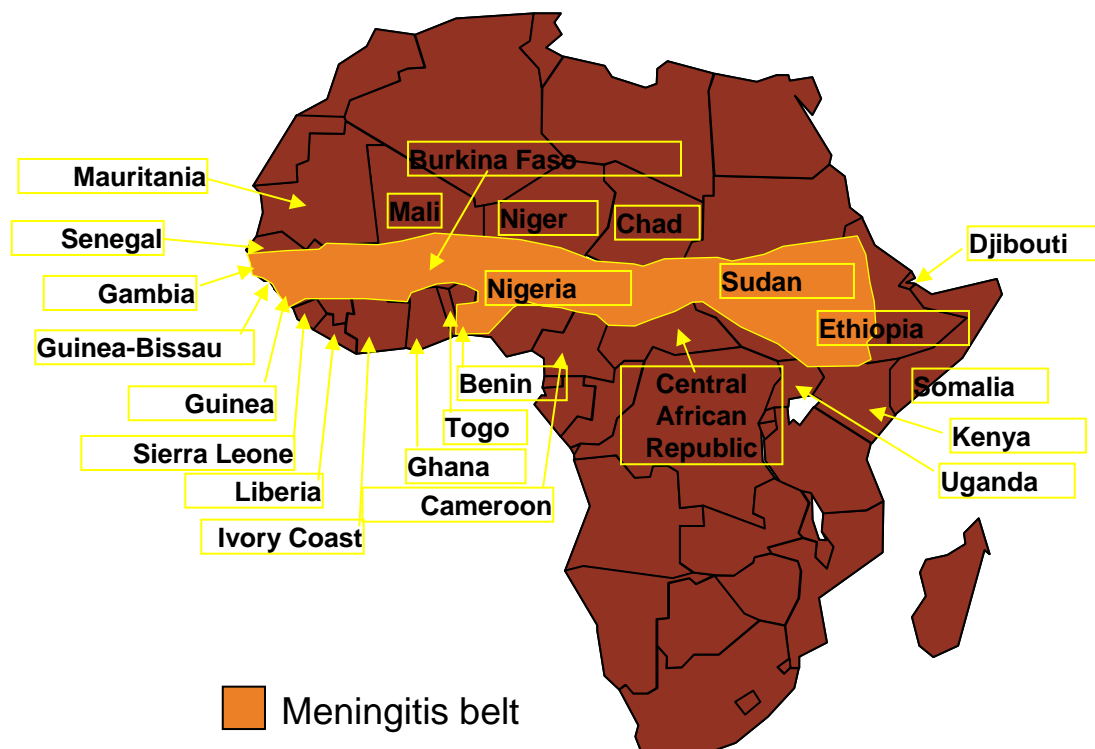 Burkina Faso
Mauritania
Mali
Niger
Chad
Senegal
Djibouti
Gambia
Nigeria
Sudan
Guinea-Bissau
Ethiopia
Guinea
Benin
Central
African
Republic
Somalia
Sierra Leone
Togo
Kenya
Liberia
Ghana
Uganda
Cameroon
Ivory Coast
Meningitis belt